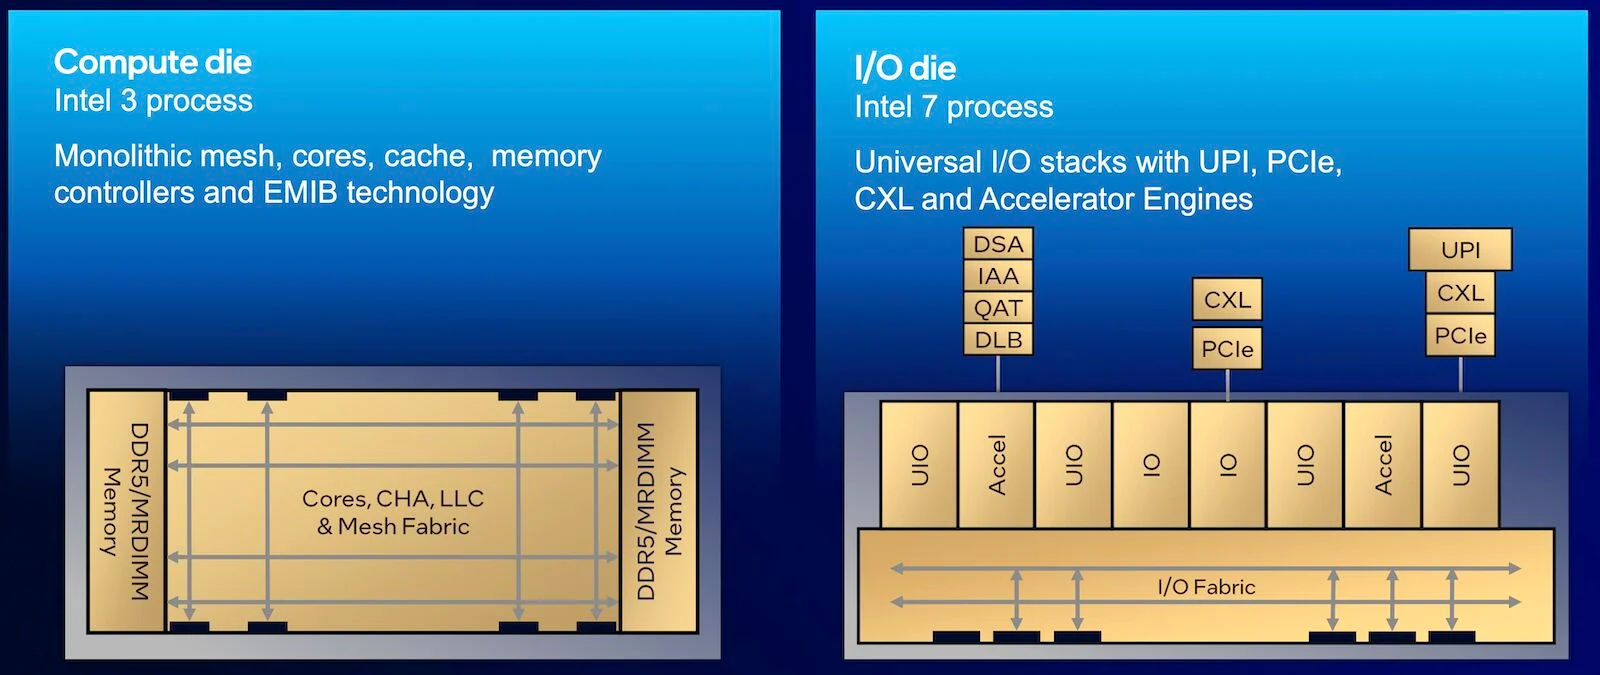 Compute die
Intel 3 process
Monolithic mesh, cores, cache, memory
controllers and EMIB technology
DDR5/MRDIMM
Memory
Cores, CHA, LLC
& Mesh Fabric
DDR5/MRDIMM
Memory
I/O die
Intel 7 process
Universal I/O stacks with UPI, PCIe,
CXL and Accelerator Engines
DSA
IAA
QAT
DLB
CXL
PCIe
UPI
CXL
PCIe
UIO
Accel
UIO
IO
IO
UIO
Accel
UIO
I/O Fabric